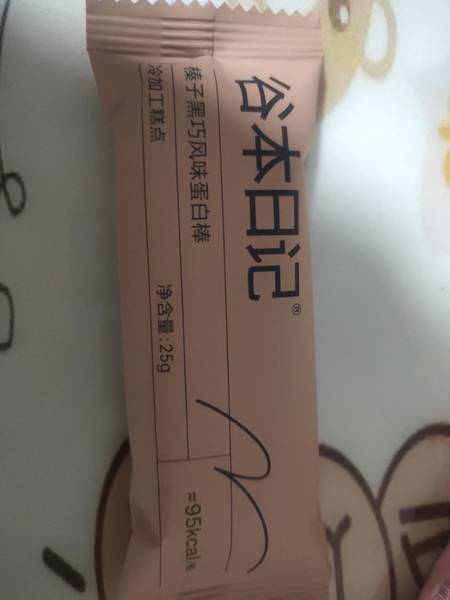 谷本日记®
榛子黑巧风味蛋白棒
冷加工糕点
净含量:25g
≈95kcal/枚